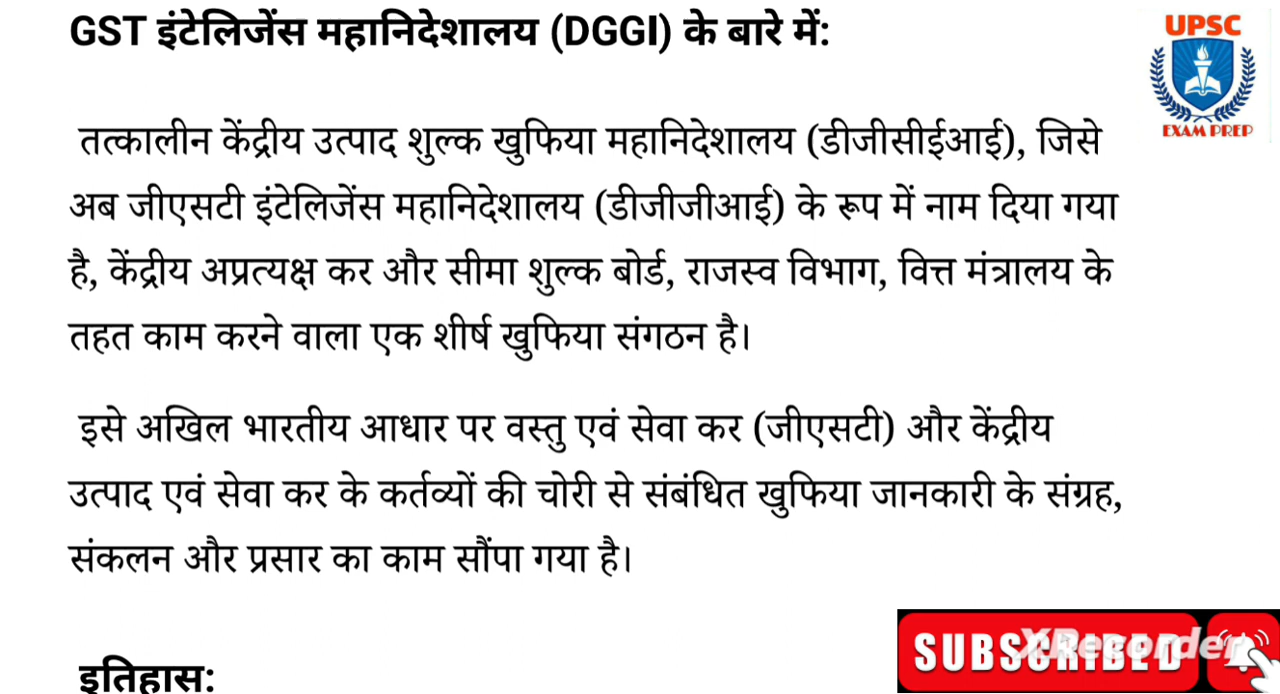 GST इंटेलिजेंस महानिदेशालय (DGGI) के बारे में:
UPSC
EXAM PREP
तत्कालीन केंद्रीय उत्पाद शुल्क खुफिया महानिदेशालय (डीजीसीईआई), जिसे
अब जीएसटी इंटेलिजेंस महानिदेशालय (डीजीजीआई) के रूप में नाम दिया गया
है, केंद्रीय अप्रत्यक्ष कर और सीमा शुल्क बोर्ड, राजस्व विभाग, वित्त मंत्रालय के
तहत काम करने वाला एक शीर्ष खुफिया संगठन है।
इसे अखिल भारतीय आधार पर वस्तु एवं सेवा कर (जीएसटी) और केंद्रीय
उत्पाद एवं सेवा कर के कर्तव्यों की चोरी से संबंधित खुफिया जानकारी के संग्रह,
संकलन और प्रसार का काम सौंपा गया है।
SUBSCRIBED
XRecorder
इतिहास: